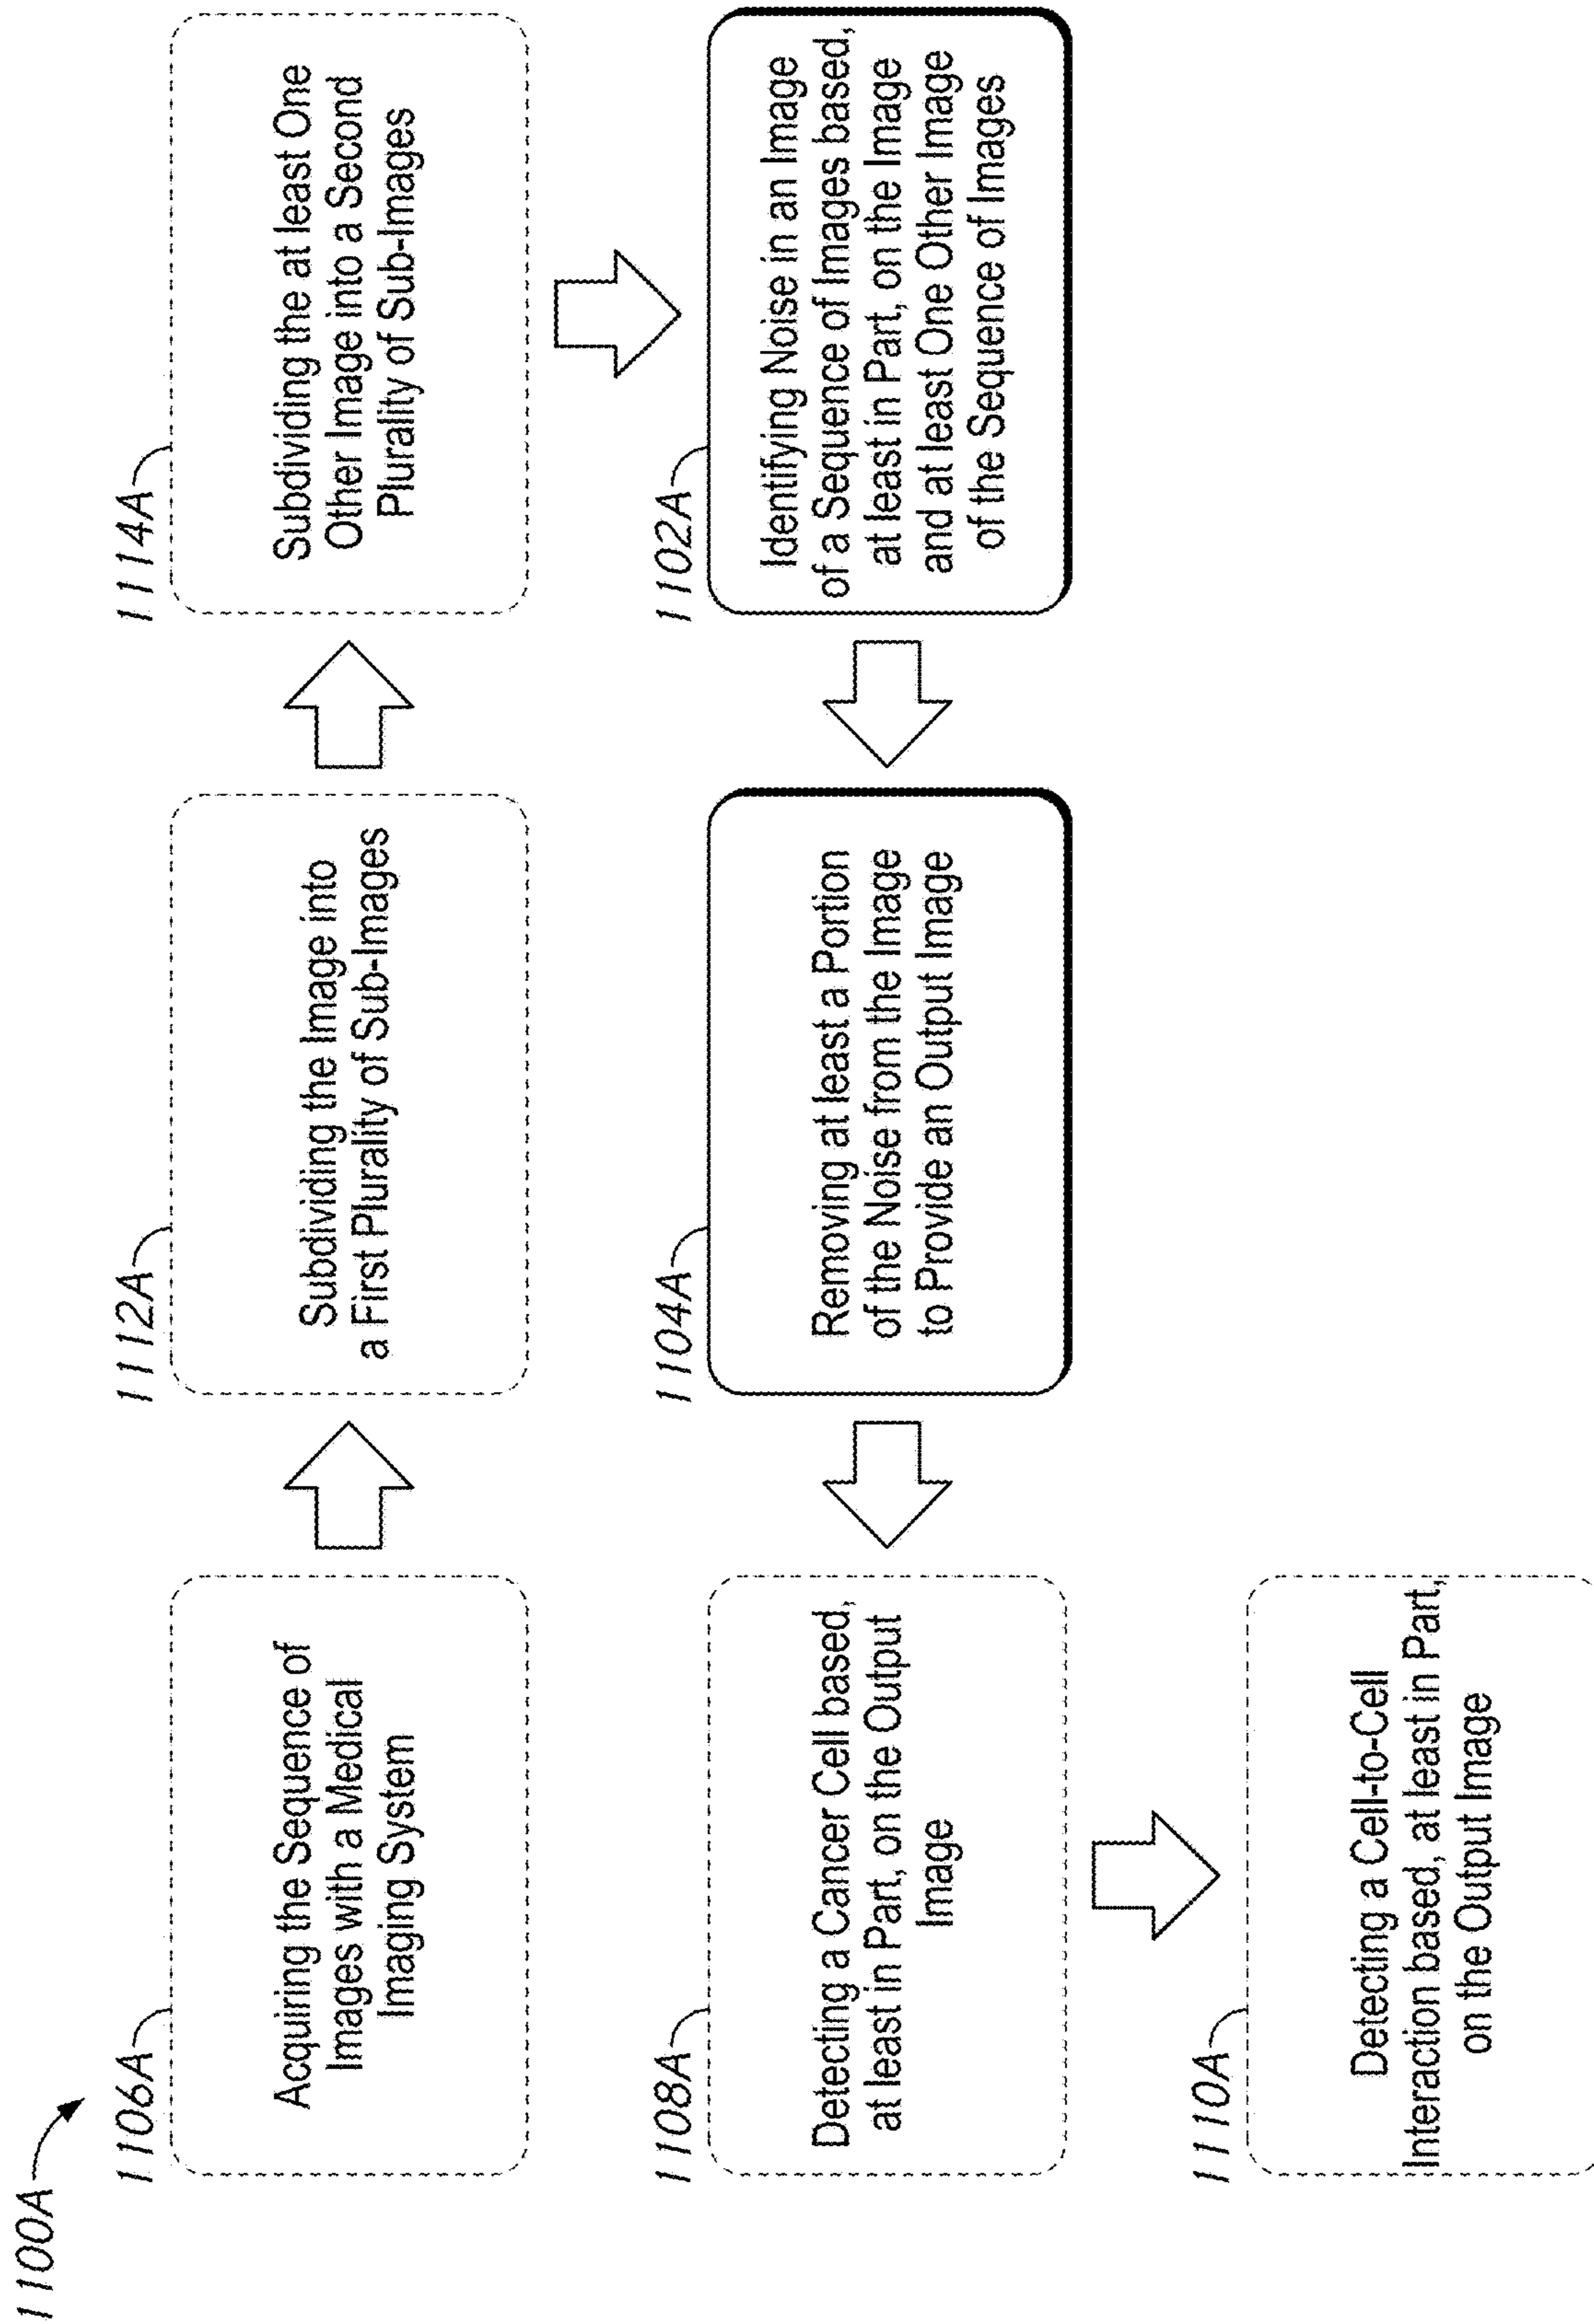 1100A
1106A
Acquiring the Sequence of
Images with a Medical
Imaging System
1112A
Subdividing the Image into
a First Plurality of Sub-Images
1114A
Subdividing the at least One
Other Image into a Second
Plurality of Sub-Images
1102A
Identifying Noise in an Image
of a Sequence of Images based,
at least in Part, on the Image
and at least One Other Image
of the Sequence of Images
1104A
Removing at least a Portion
of the Noise from the Image
to Provide an Output Image
1108A
Detecting a Cancer Cell based,
at least in Part, on the Output
Image
1110A
Detecting a Cell-to-Cell
Interaction based, at least in Part,
on the Output Image